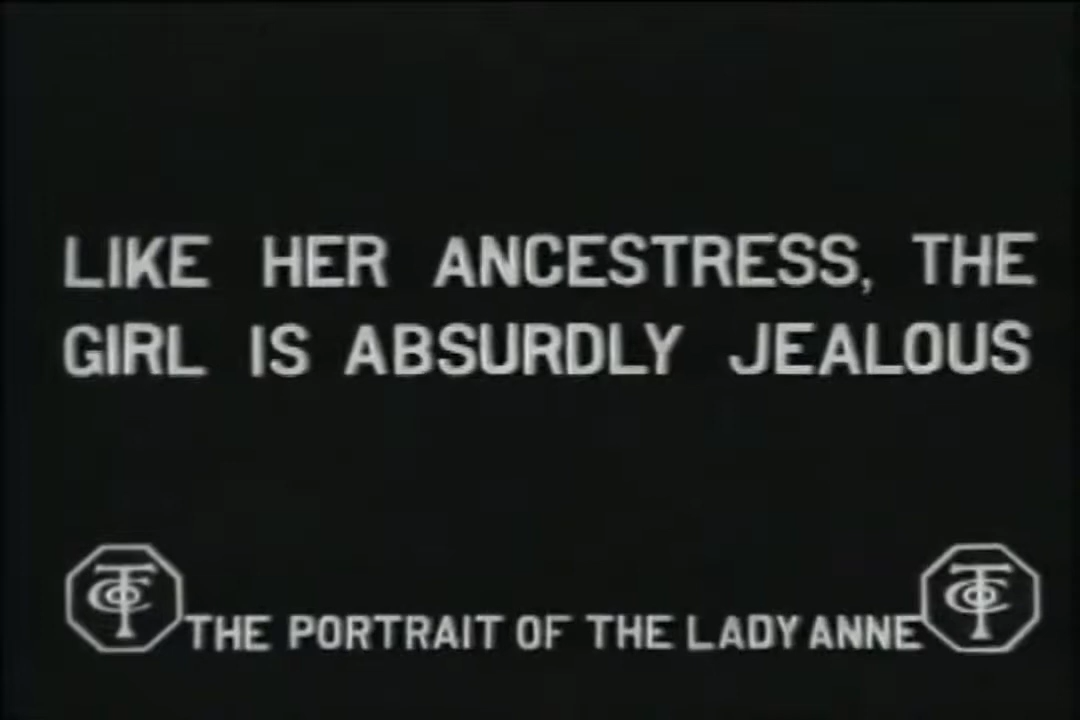 LIKE HER ANCESTRESS, THE
GIRL IS ABSURDLY JEALOUS
THE PORTRAIT OF THE LADY ANNE